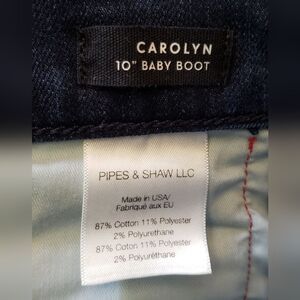 CAROLYN
10" BABY BOOT
PIPES & SHAW LLC
Made in USA/
Fabriqué aux EU
87% Cotton 11% Polyester
2% Polyurethane
87% Coton 11% Polyester
2% Polyuréthane